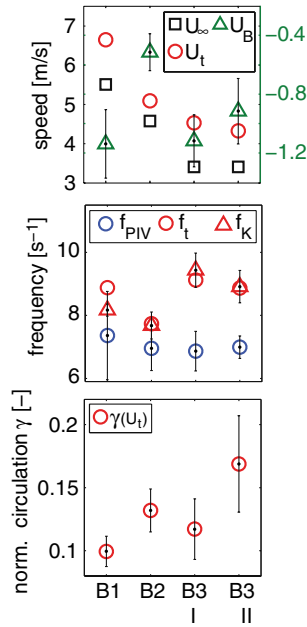 7
6
5
4
3
speed [m/s]
U∞
Ut
UB
−0.4
−0.8
−1.2
10
8
6
frequency [s⁻¹]
fPIV
ft
fK
0.2
0.15
0.1
norm. circulation γ [-]
γ(Ut)
B1 B2 B3 B3
I II